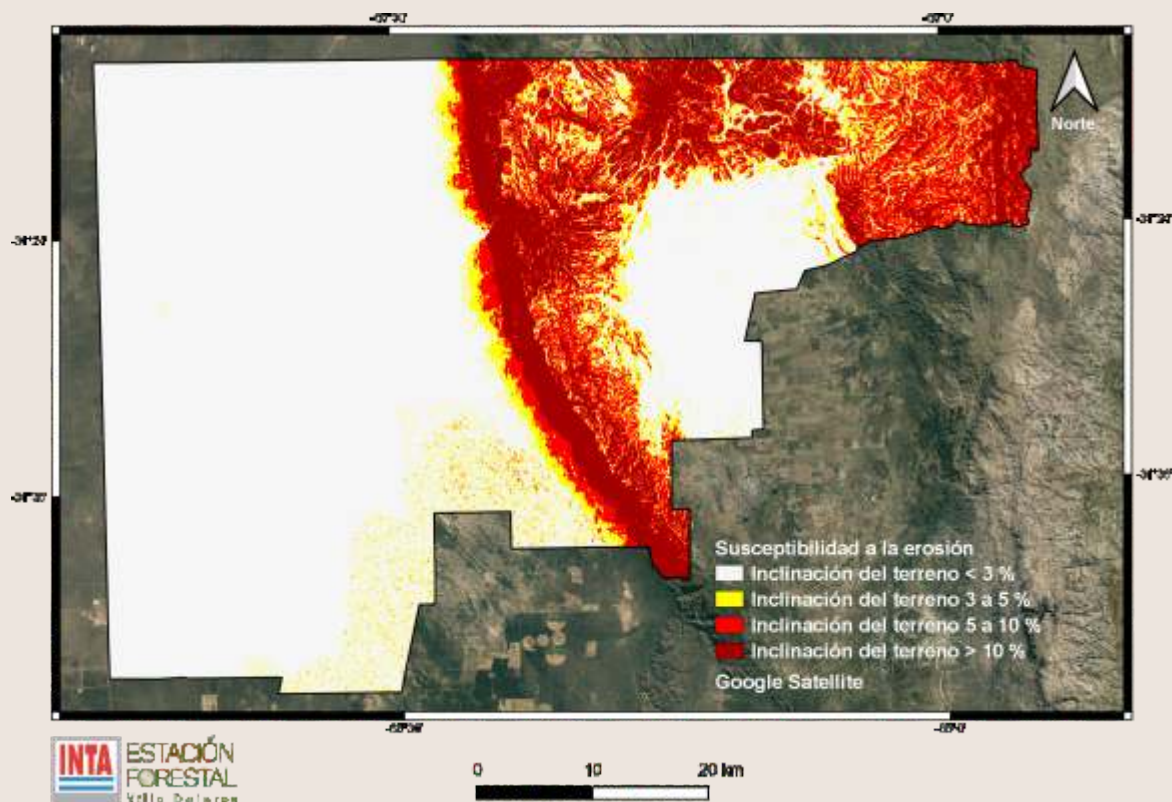 Norte
Susceptibilidad a la erosión
Inclinación del terreno < 3 %
Inclinación del terreno 3 a 5 %
Inclinación del terreno 5 a 10 %
Inclinación del terreno > 10 %
Google Satellite
INTA
ESTACIÓN
FORESTAL
0 10 20 km